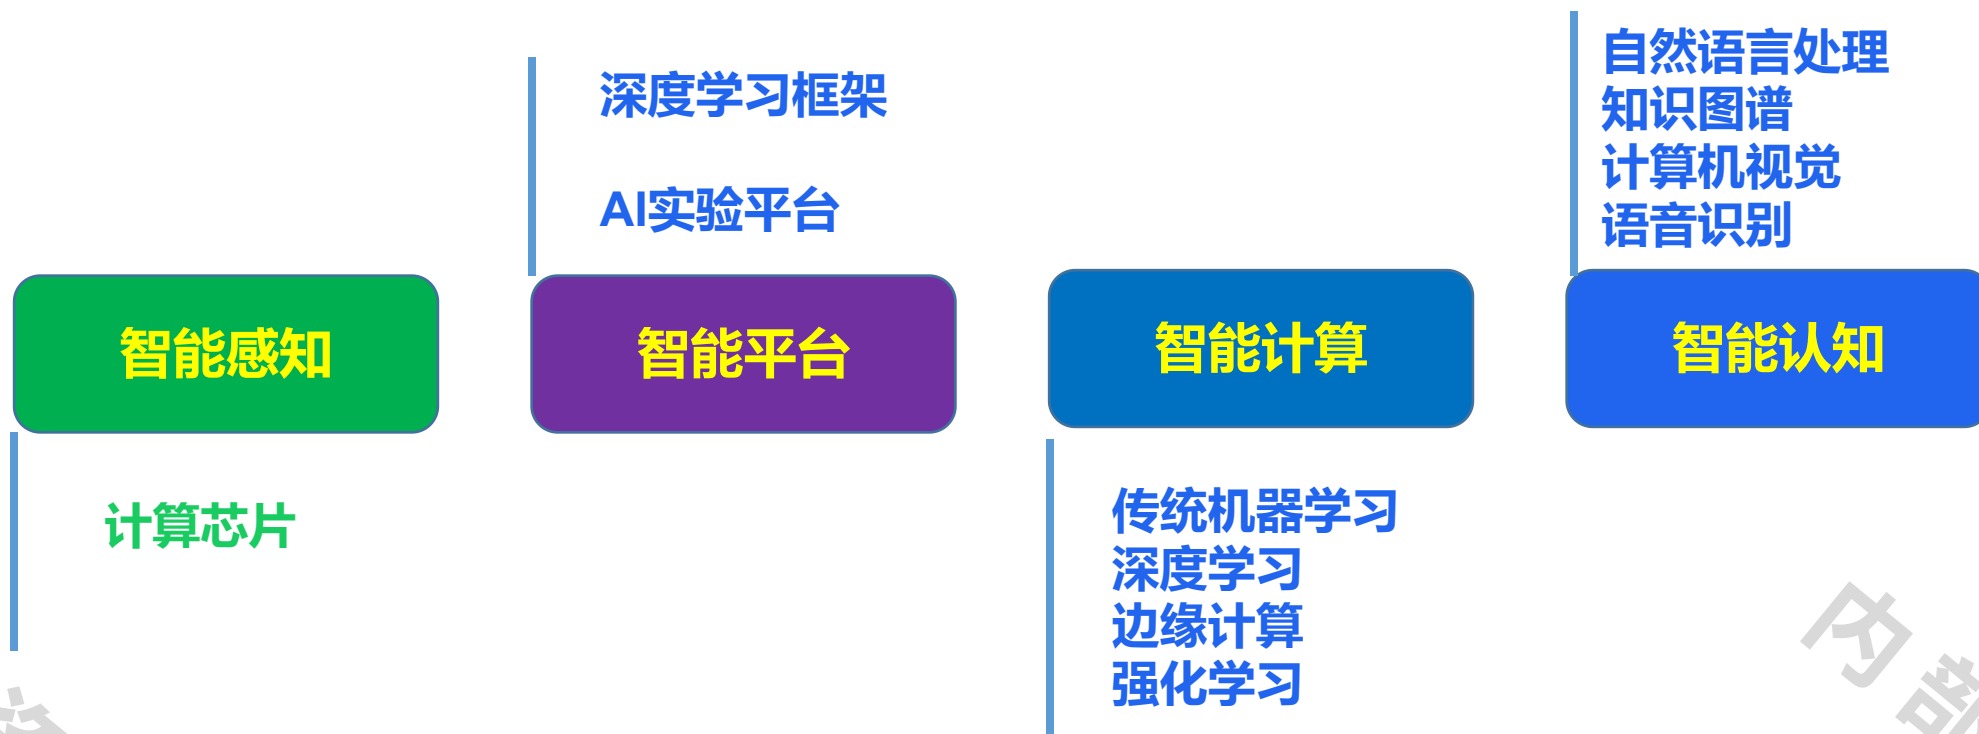 智能感知
计算芯片
深度学习框架
AI实验平台
智能平台
智能计算
传统机器学习
深度学习
边缘计算
强化学习
自然语言处理
知识图谱
计算机视觉
语音识别
智能认知
内部